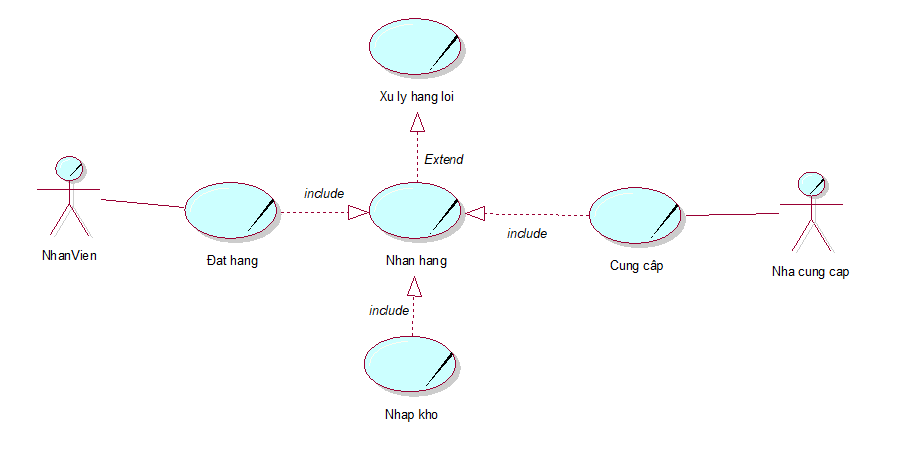 Xu ly hang loi
Extend
NhanVien
include
Đat hang
Nhan hang
include
Cung câp
Nha cung cap
include
Nhap kho